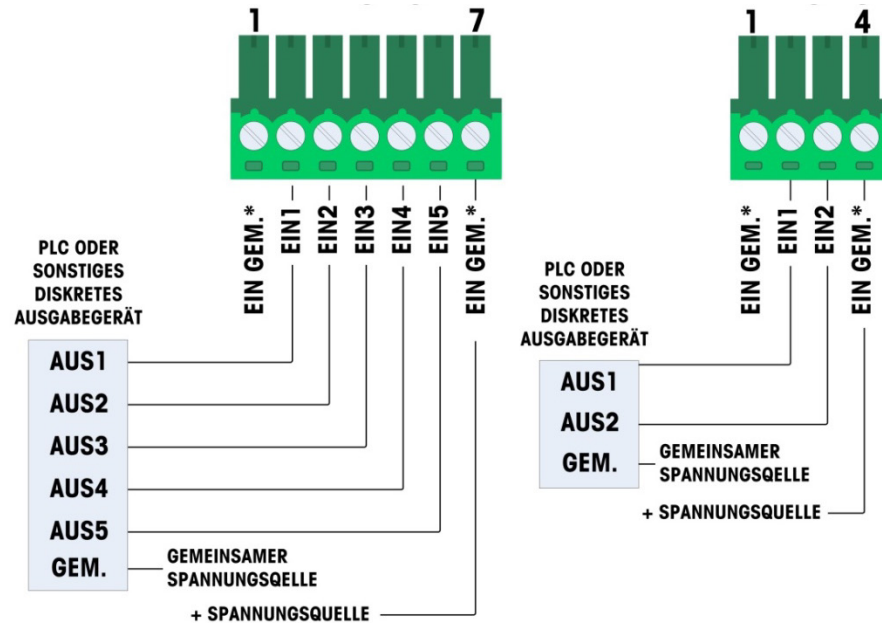 1 7
EIN GEM.*
EIN1
EIN2
EIN3
EIN4
EIN5
EIN GEM.*
PLC ODER
SONSTIGES
DISKRETES
AUSGABEGERÄT
AUS1
AUS2
AUS3
AUS4
AUS5
GEM.
GEMEINSAMER
SPANNUNGSQELLE
+ SPANNUNGSQUELLE
1 4
EIN GEM.*
EIN1
EIN2
EIN GEM.*
PLC ODER
SONSTIGES
DISKRETES
AUSGABEGERÄT
AUS1
AUS2
GEM.
GEMEINSAMER
SPANNUNGSQELLE
+ SPANNUNGSQUELLE